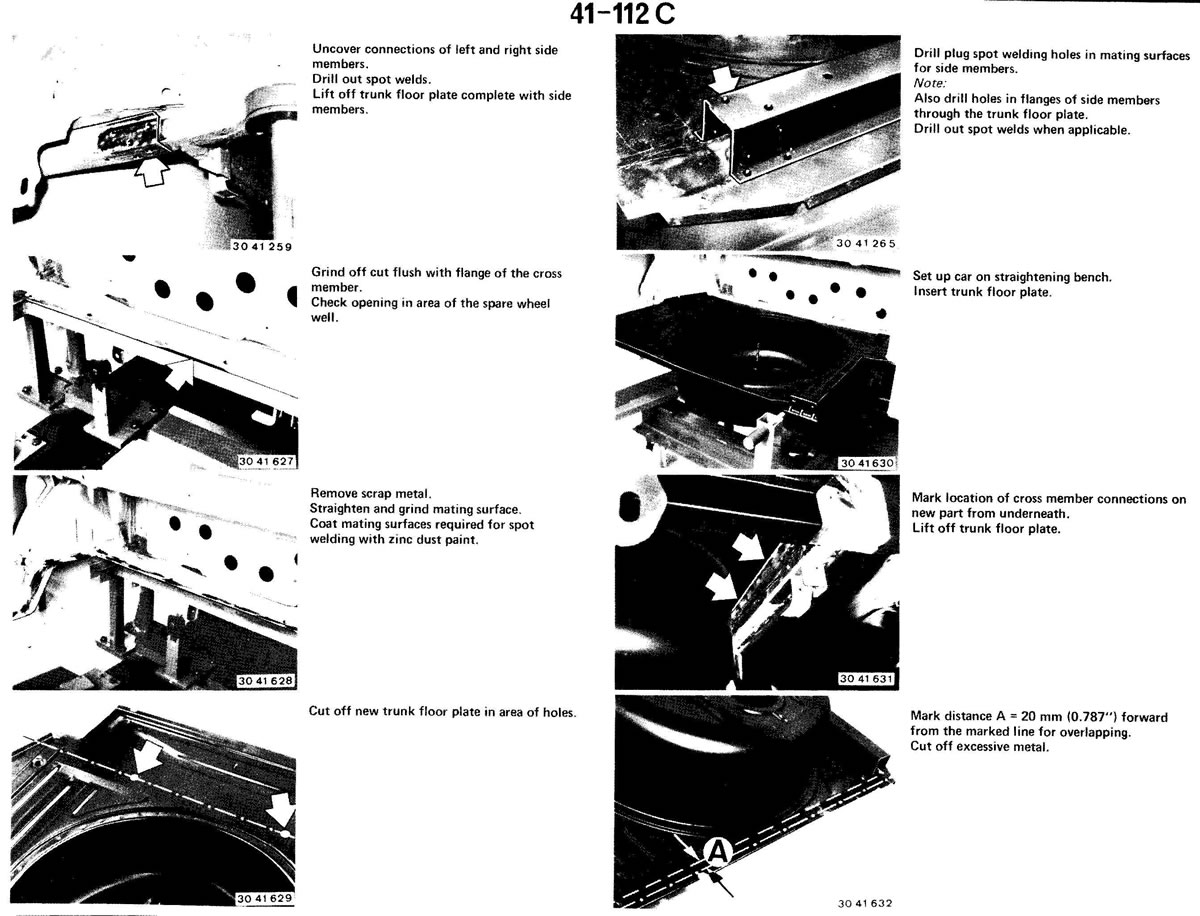 41-112 C
Uncover connections of left and right side
members.
Drill out spot welds.
Lift off trunk floor plate complete with side
members.
30 41 259
Grind off cut flush with flange of the cross
member.
Check opening in area of the spare wheel
well.
30 41 627
Remove scrap metal.
Straighten and grind mating surface.
Coat mating surfaces required for spot
welding with zinc dust paint.
30 41 628
Cut off new trunk floor plate in area of holes.
30 41 629
Drill plug spot welding holes in mating surfaces
for side members.
Note:
Also drill holes in flanges of side members
through the trunk floor plate.
Drill out spot welds when applicable.
30 41 265
Set up car on straightening bench.
Insert trunk floor plate.
30 41 630
Mark location of cross member connections on
new part from underneath.
Lift off trunk floor plate.
30 41 631
Mark distance A = 20 mm (0.787'') forward
from the marked line for overlapping.
Cut off excessive metal.
A
30 41 632